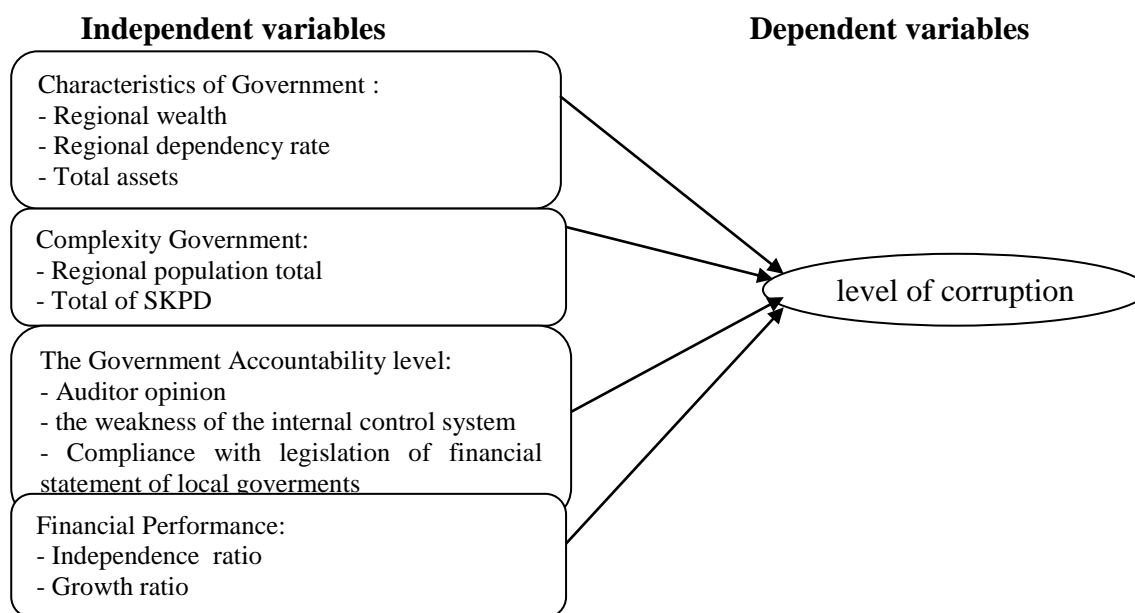 Independent variables
Dependent variables
Characteristics of Government :
- Regional wealth
- Regional dependency rate
- Total assets
Complexity Government:
- Regional population total
- Total of SKPD
level of corruption
The Government Accountability level:
- Auditor opinion
- the weakness of the internal control system
- Compliance with legislation of financial
statement of local goverments
Financial Performance:
- Independence ratio
- Growth ratio